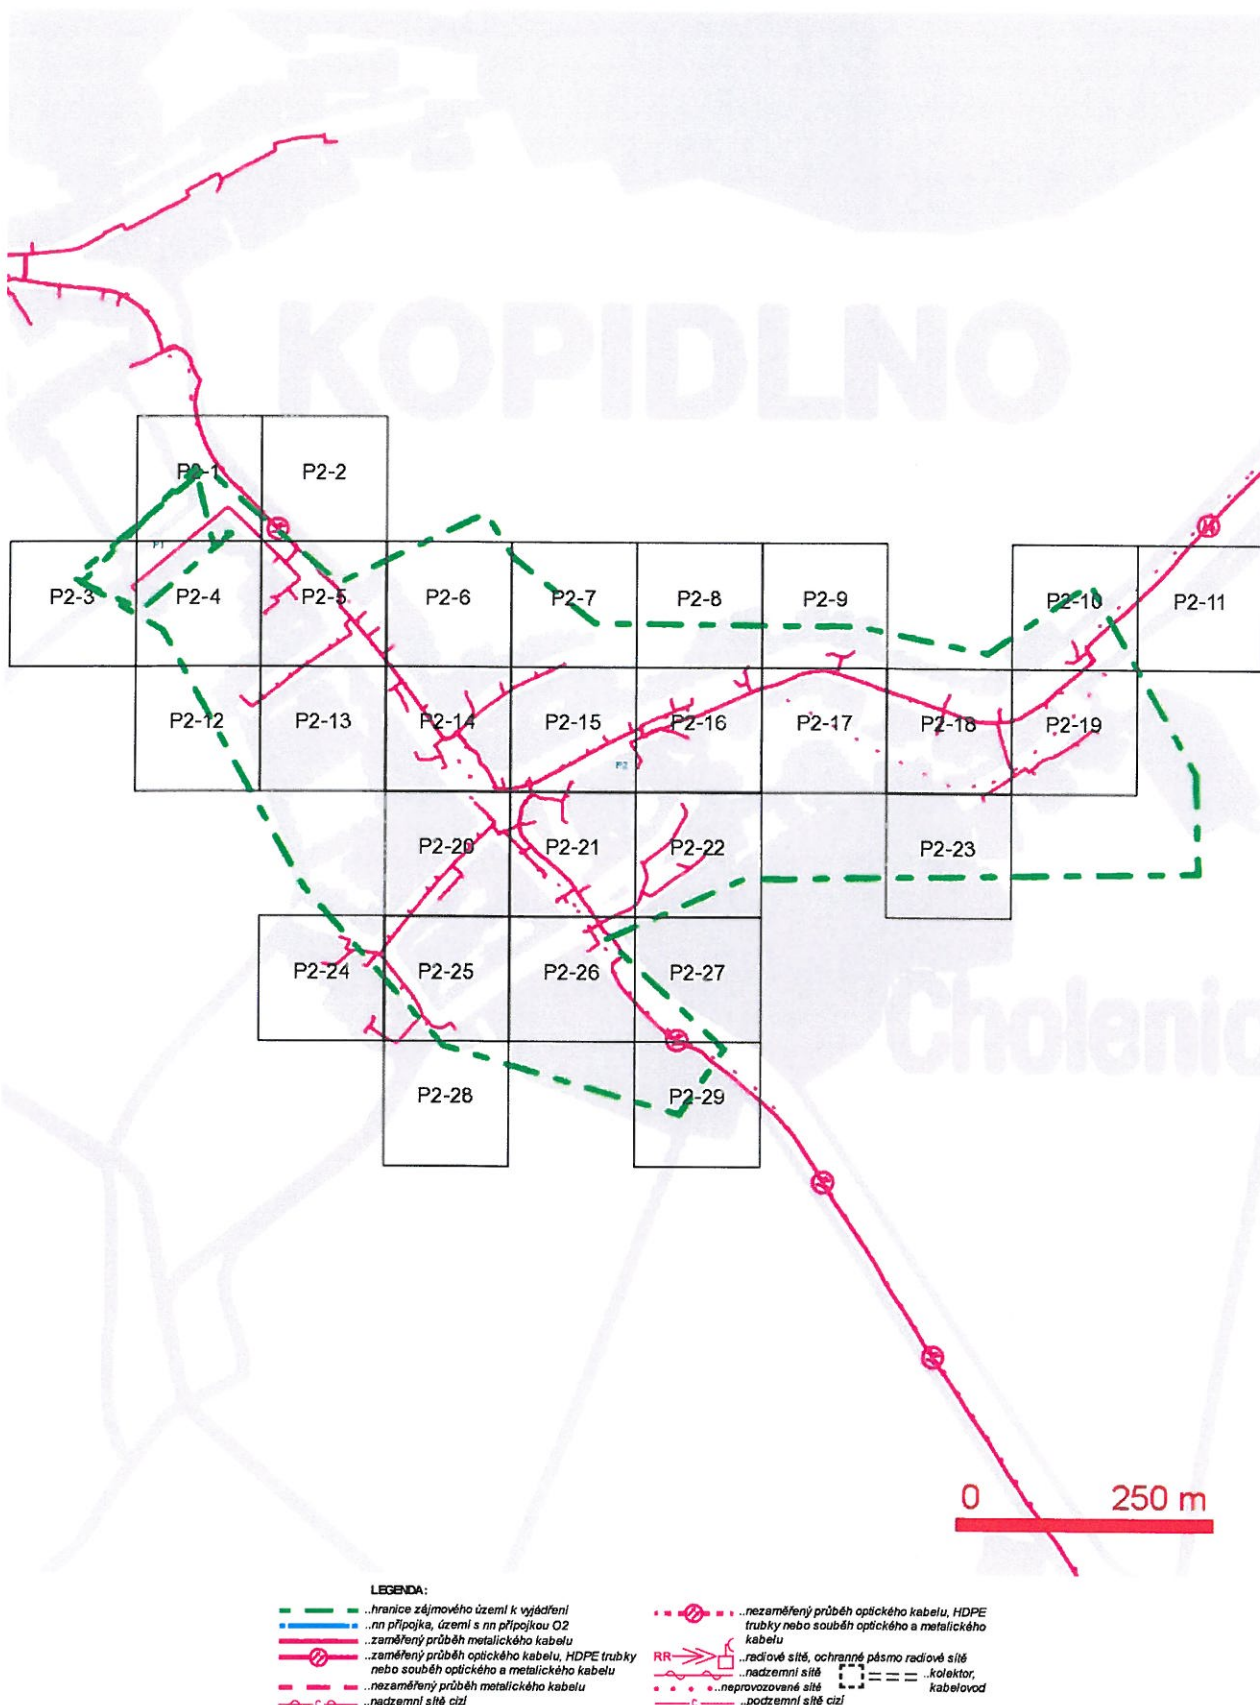 KOPIDLNO
P2-1
P2-2
P1
P2-3
P2-4
P2-5
P2-6
P2-7
P2-8
P2-9
P2-10
P2-11
P2-12
P2-13
P2-14
P2-15
P2-16
P2-17
P2-18
P2-19
P2
P2-20
P2-21
P2-22
P2-23
P2-24
P2-25
P2-26
P2-27
Cholenic
P2-28
P2-29
0 250 m
LEGENDA:
..hranice zájmového území k vyjádření
..nn přípojka, území s nn přípojkou O2
..zaměřený průběh metalického kabelu
..zaměřený průběh optického kabelu, HDPE trubky
nebo souběh optického a metalického kabelu
..nezaměřený průběh metalického kabelu
..nadzemní sítě cizí
..nezaměřený průběh optického kabelu, HDPE
trubky nebo souběh optického a metalického
kabelu
RR ..radiové sítě, ochranné pásmo radiové sítě
..nadzemní sítě
..kolektor,
kabelovod
..neprovozované sítě
..podzemní sítě cizí